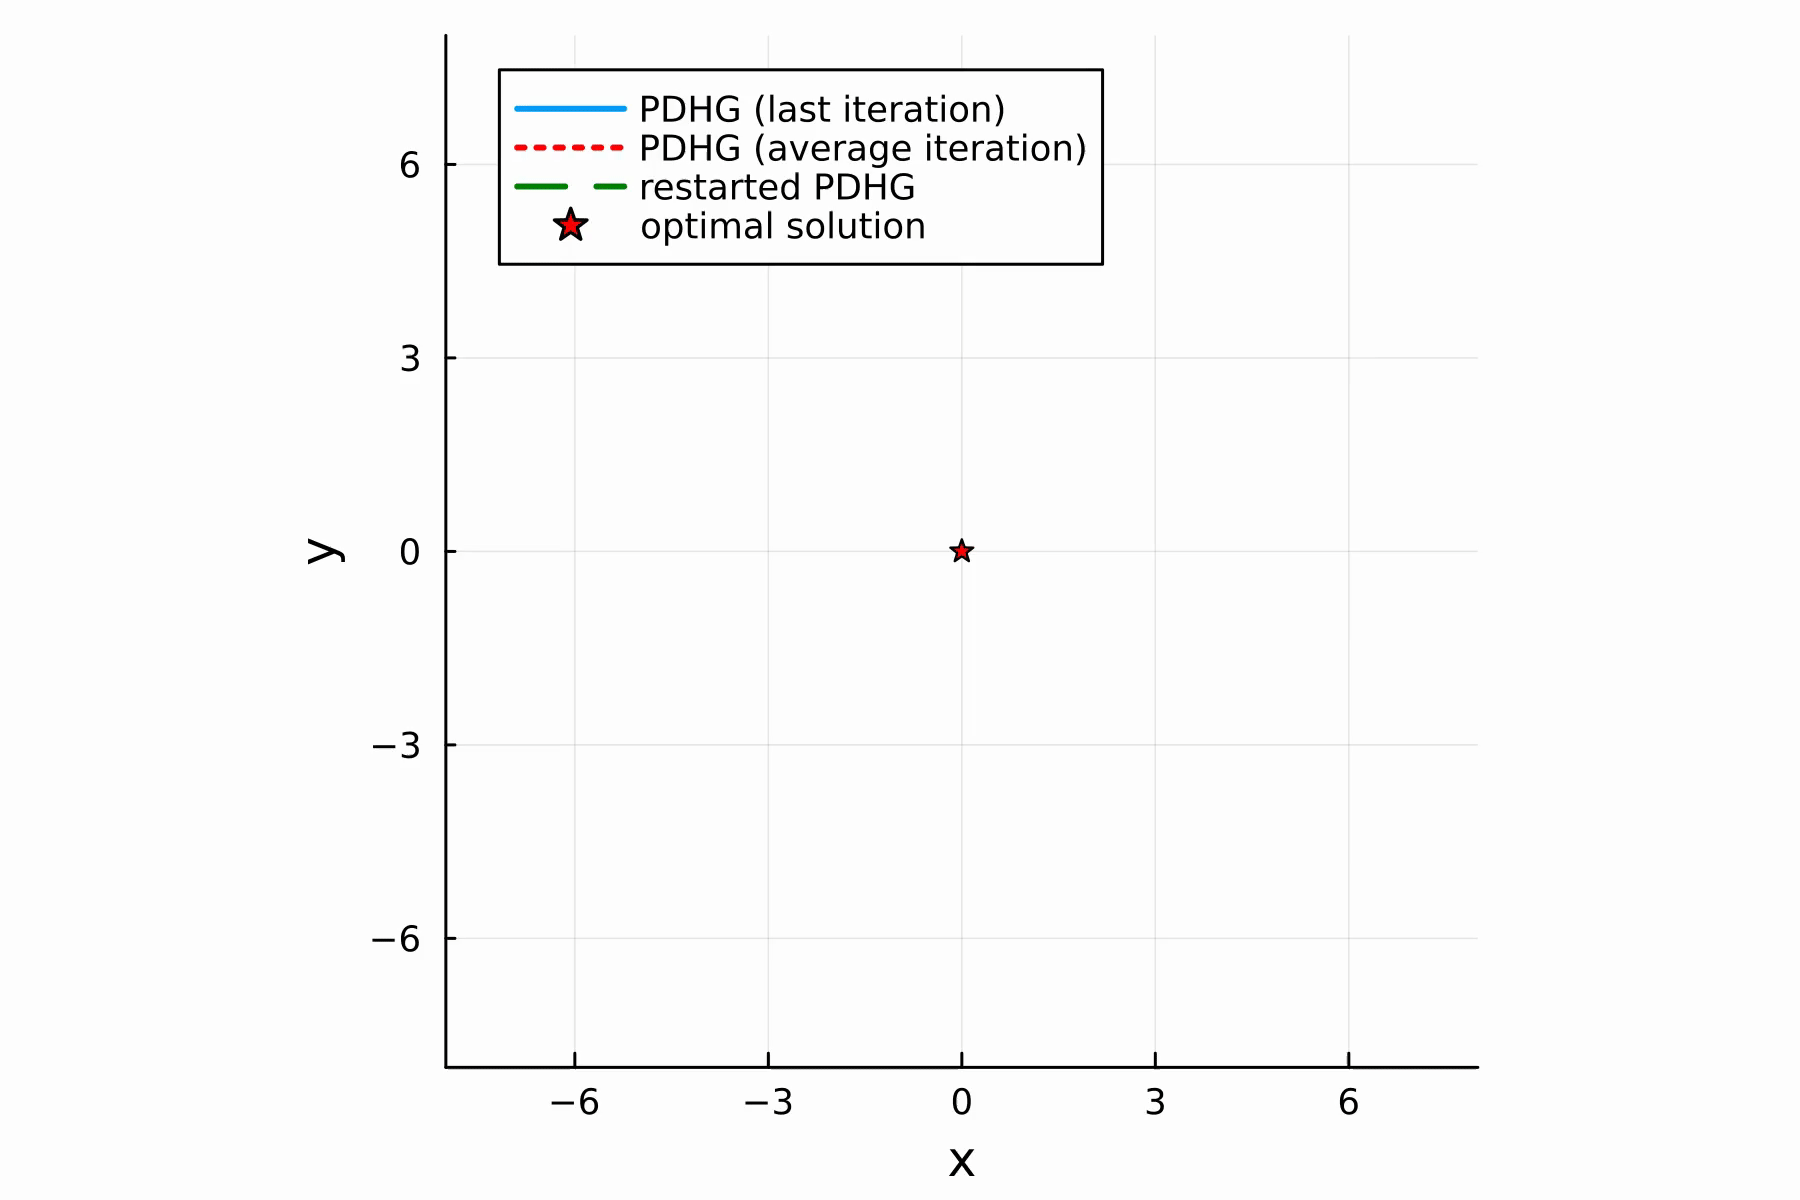 PDHG (last iteration)
PDHG (average iteration)
restarted PDHG
optimal solution
6
3
0
−3
−6
y
−6 −3 0 3 6
x